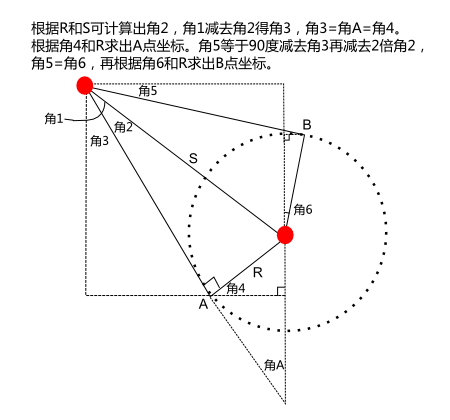 根据R和S可计算出角2，角1减去角2得角3，角3=角A=角4。
根据角4和R求出A点坐标。角5等于90度减去角3再减去2倍角2，
角5=角6，再根据角6和R求出B点坐标。
角5
角1
角2
B
角3
S
角6
R
角4
A
角A